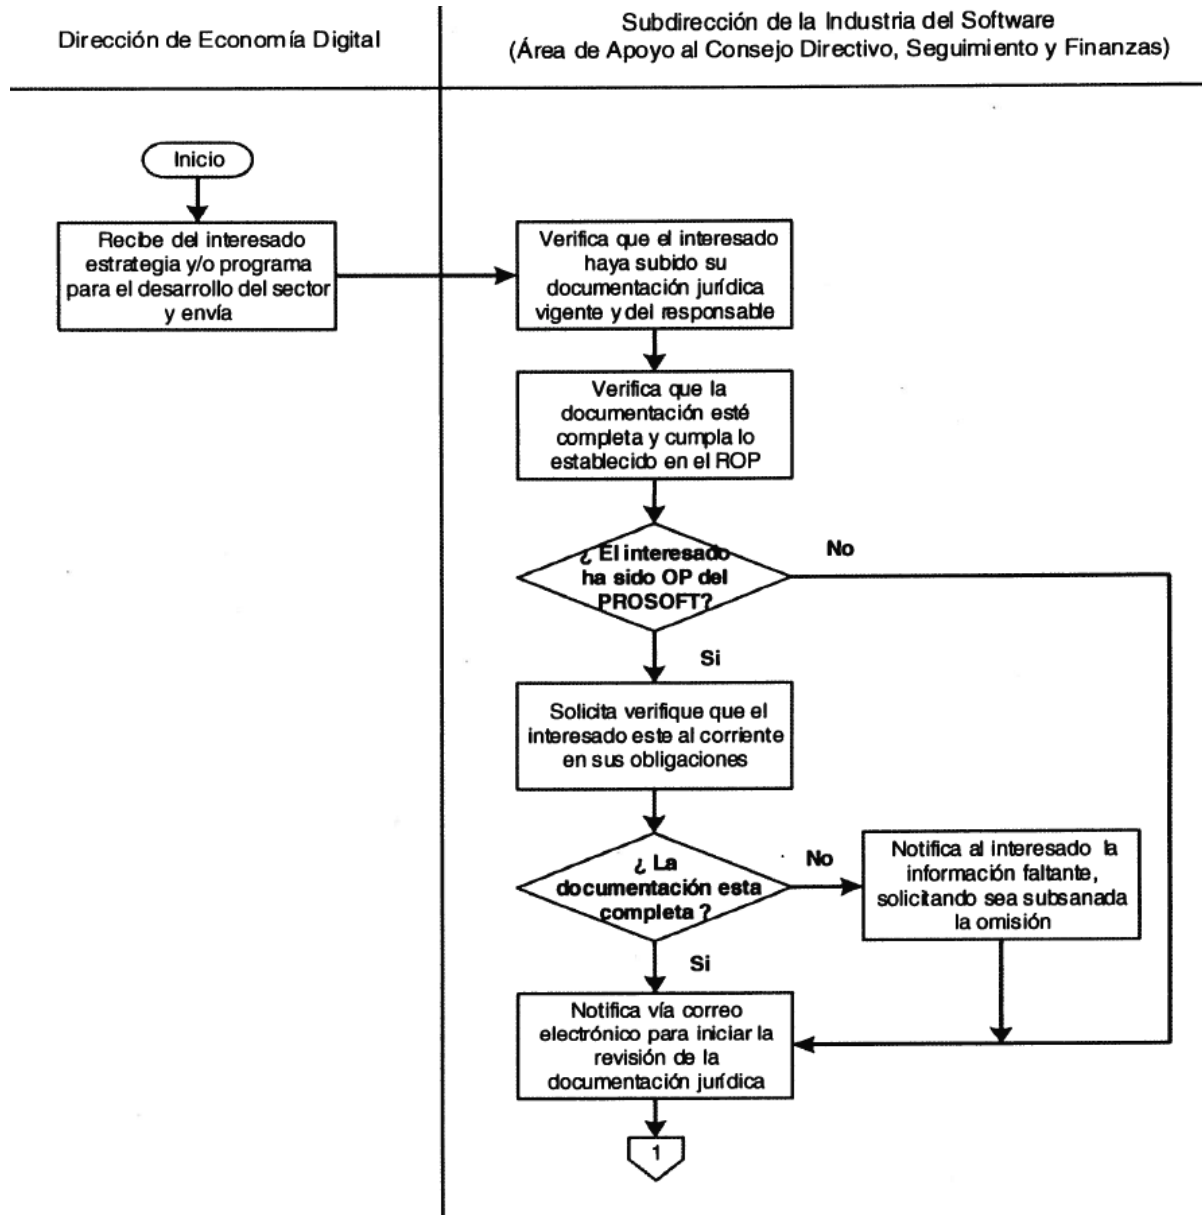 Dirección de Economía Digital
Subdirección de la Industria del Software
(Área de Apoyo al Consejo Directivo, Seguimiento y Finanzas)
Inicio
Recibe del interesado
estrategia y/o programa
para el desarrollo del sector
y envía
Verifica que el interesado
haya subido su
documentación jurídica
vigente y del responsable
Verifica que la
documentación esté
completa y cumpla lo
establecido en el ROP
¿ El interesado
ha sido OP del
PROSOFT?
No
Si
Solicita verifique que el
interesado este al corriente
en sus obligaciones
¿ La
documentación esta
completa ?
No
Notifica al interesado la
información faltante,
solicitando sea subsanada
la omisión
Si
Notifica vía correo
electrónico para iniciar la
revisión de la
documentación jurídica
1